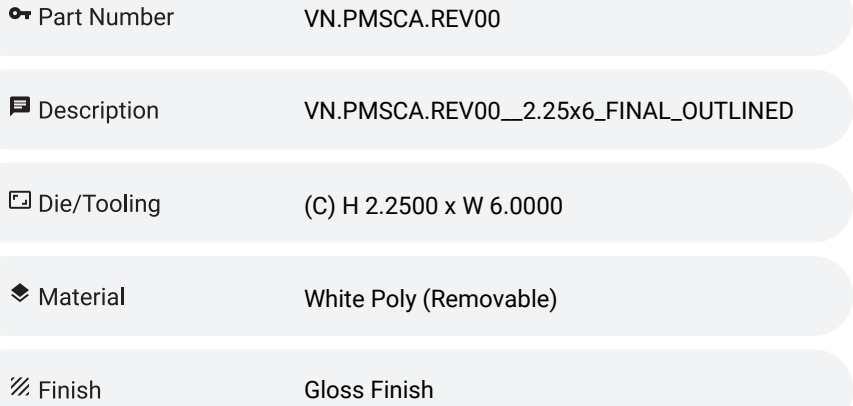 Part Number VN.PMSCA.REV00
Description VN.PMSCA.REV00__2.25x6_FINAL_OUTLINED
Die/Tooling (C) H 2.2500 x W 6.0000
Material White Poly (Removable)
Finish Gloss Finish